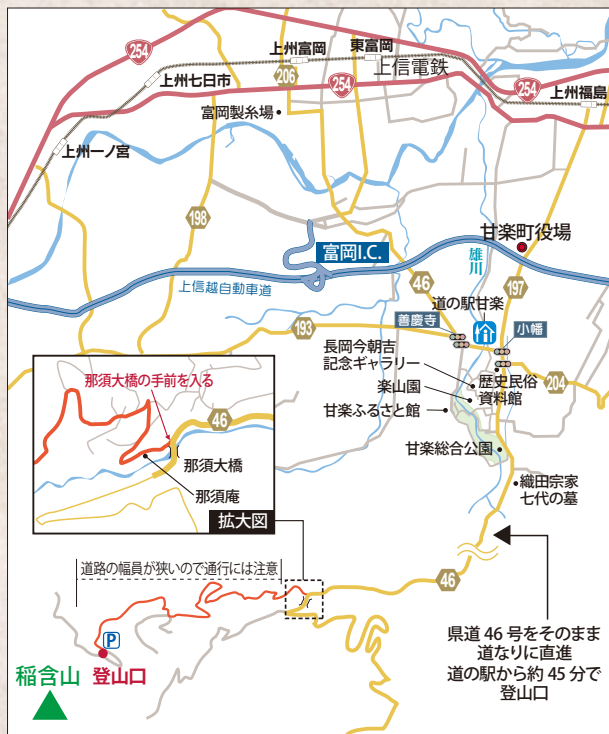 254
上州富岡
東富岡
206
上信電鉄
上州七日市
254
254
上州福島
富岡製糸場
上州一ノ宮
198
甘楽町役場
富岡I.C.
雄川
46
197
上信越自動車道
道の駅甘楽
193
善慶寺
小幡
長岡今朝吉
記念ギャラリー
歴史民俗
資料館
204
楽山園
甘楽ふるさと館
甘楽総合公園
織田宗家
七代の墓
那須大橋の手前を入る
46
那須大橋
那須庵
拡大図
道路の幅員が狭いので通行には注意
46
P
稲含山
登山口
県道 46 号をそのまま
道なりに直進
道の駅から約 45 分で
登山口